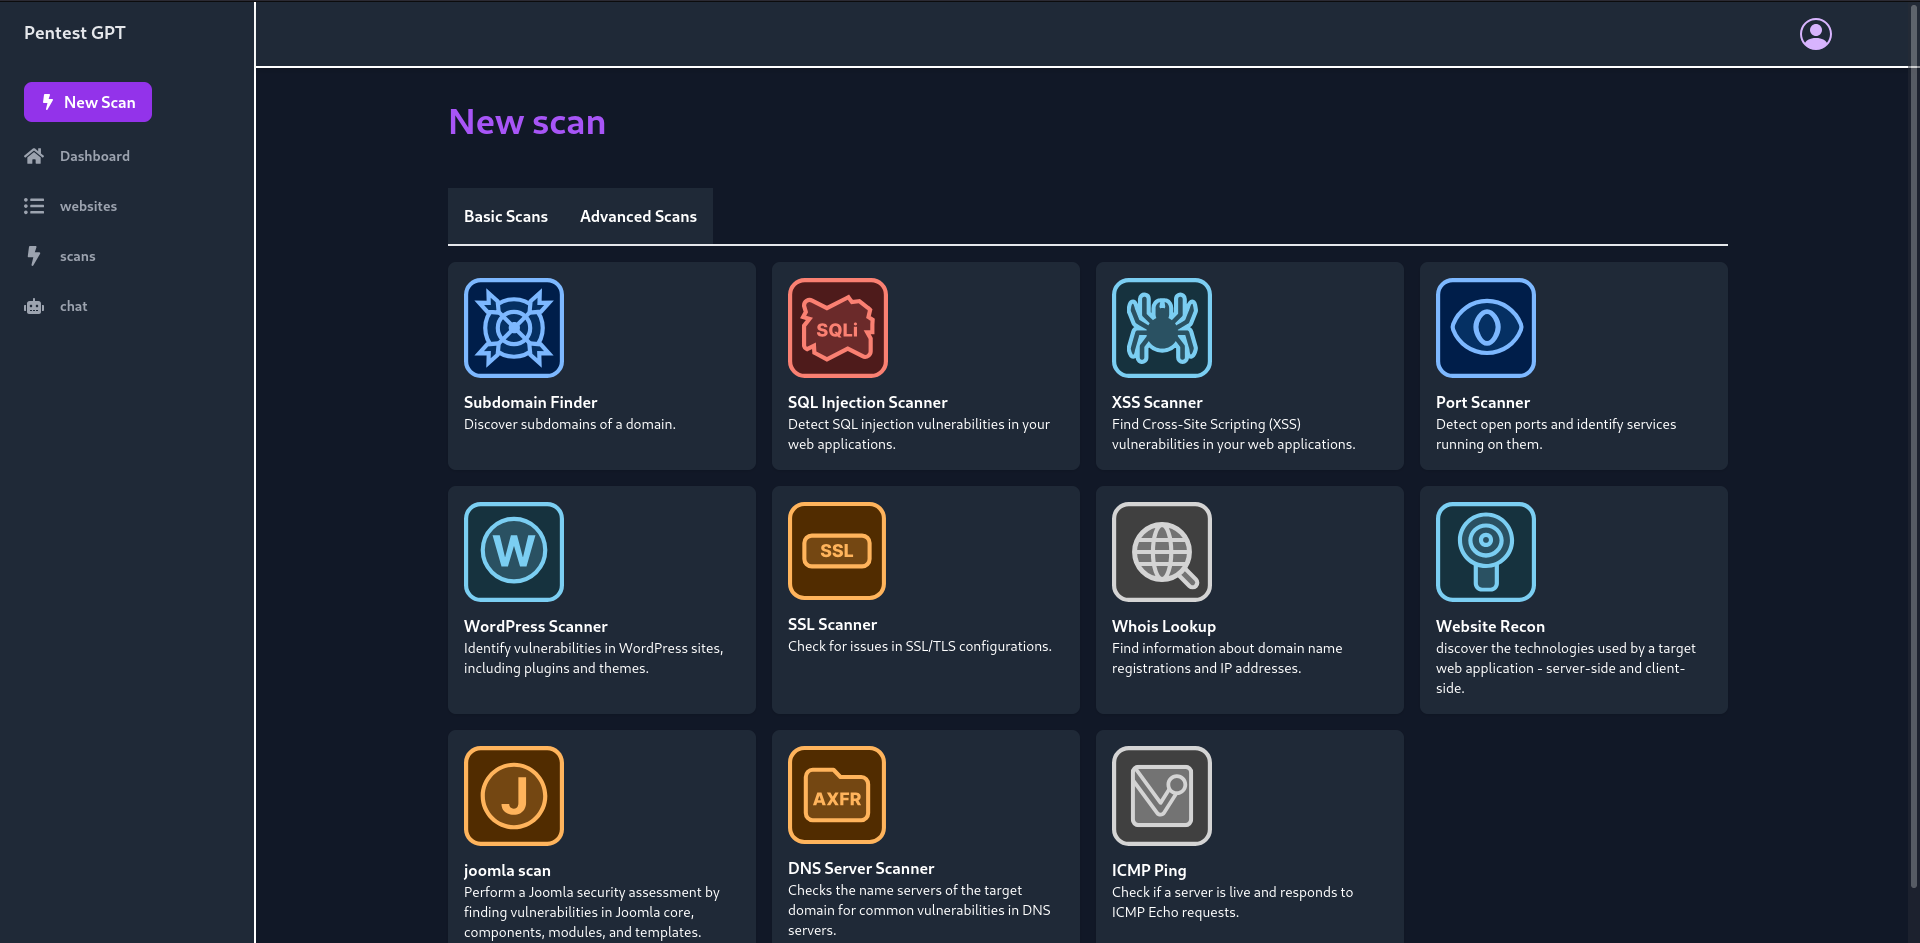 Pentest GPT
New Scan
Dashboard
websites
scans
chat
New scan
Basic Scans
Advanced Scans
Subdomain Finder
Discover subdomains of a domain.
SQLi
SQL Injection Scanner
Detect SQL injection vulnerabilities in your
web applications.
XSS Scanner
Find Cross-Site Scripting (XSS)
vulnerabilities in your web applications.
Port Scanner
Detect open ports and identify services
running on them.
W
WordPress Scanner
Identify vulnerabilities in WordPress sites,
including plugins and themes.
SSL
SSL Scanner
Check for issues in SSL/TLS configurations.
Whois Lookup
Find information about domain name
registrations and IP addresses.
Website Recon
discover the technologies used by a target
web application - server-side and client-
side.
J
joomla scan
Perform a Joomla security assessment by
finding vulnerabilities in Joomla core,
components, modules, and templates.
AXFR
DNS Server Scanner
Checks the name servers of the target
domain for common vulnerabilities in DNS
servers.
ICMP Ping
Check if a server is live and responds to
ICMP Echo requests.